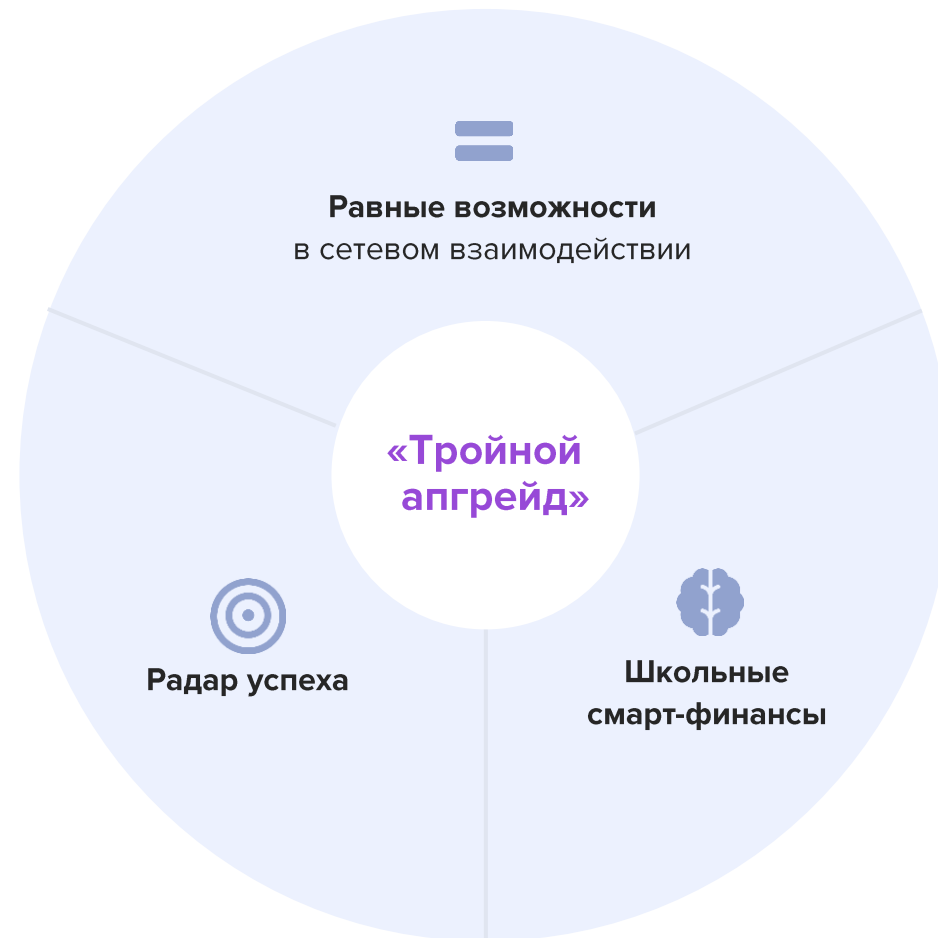 Равные возможности
в сетевом взаимодействии
«Тройной
апгрейд»
Радар успеха
Школьные
смарт-финансы